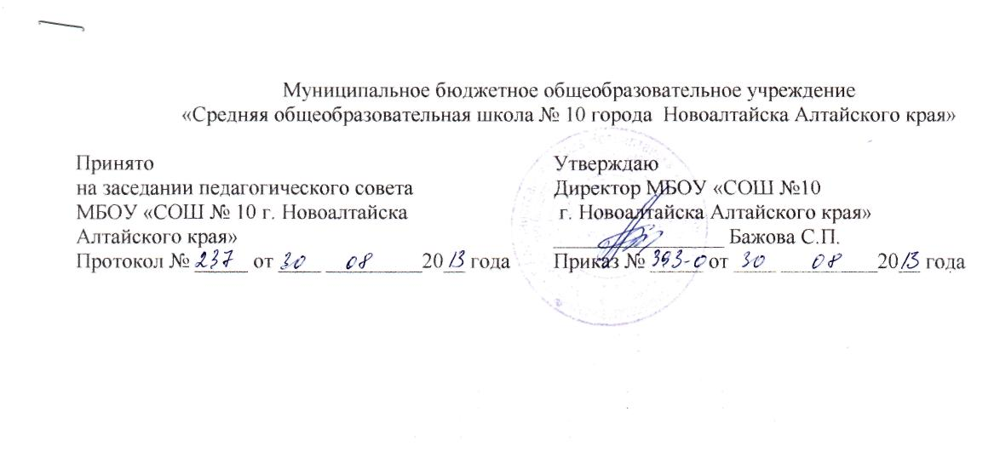 Муниципальное бюджетное общеобразовательное учреждение
«Средняя общеобразовательная школа № 10 города Новоалтайска Алтайского края»
Принято
на заседании педагогического совета
МБОУ «СОШ № 10 г. Новоалтайска
Алтайского края»
Протокол № 237 от 30 08 2013 года
Утверждаю
Директор МБОУ «СОШ №10
г. Новоалтайска Алтайского края»
Бажова С.П.
Приказ № 393-0 от 30 08 2013 года